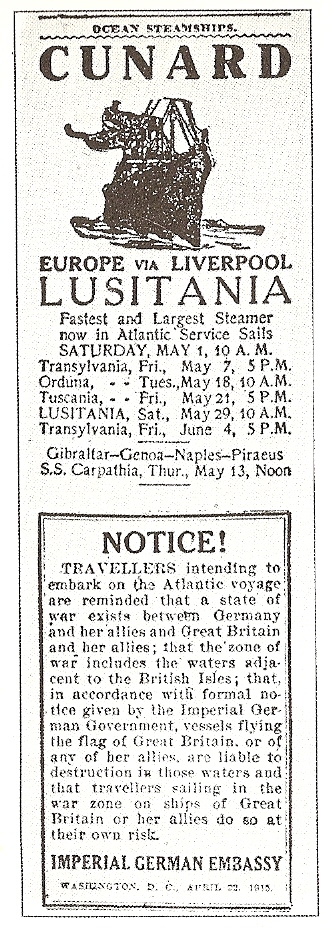 OCEAN STEAMSHIPS.
CUNARD
EUROPE VIA LIVERPOOL
LUSITANIA
Fastest and Largest Steamer
now in Atlantic Service Sails
SATURDAY, MAY 1, 10 A. M.
Transylvania, Fri., May 7, 5 P.M.
Orduna, - - Tues., May 18, 10 A.M.
Tuscania, - - Fri., May 21, 5 P.M.
LUSITANIA, Sat., May 29, 10 A.M.
Transylvania, Fri., June 4, 5 P.M.
Gibraltar–Genoa–Naples–Piraeus
S.S. Carpathia, Thur., May 13, Noon
NOTICE!
TRAVELLERS intending to
embark on the Atlantic voyage
are reminded that a state of
war exists between Germany
and her allies and Great Britain
and her allies; that the zone of
war includes the waters adja-
cent to the British Isles; that,
in accordance with formal no-
tice given by the Imperial Ger-
man Government, vessels flying
the flag of Great Britain, or of
any of her allies, are liable to
destruction in those waters and
that travellers sailing in the
war zone on ships of Great
Britain or her allies do so at
their own risk.
IMPERIAL GERMAN EMBASSY
WASHINGTON, D. C., APRIL 22, 1915.